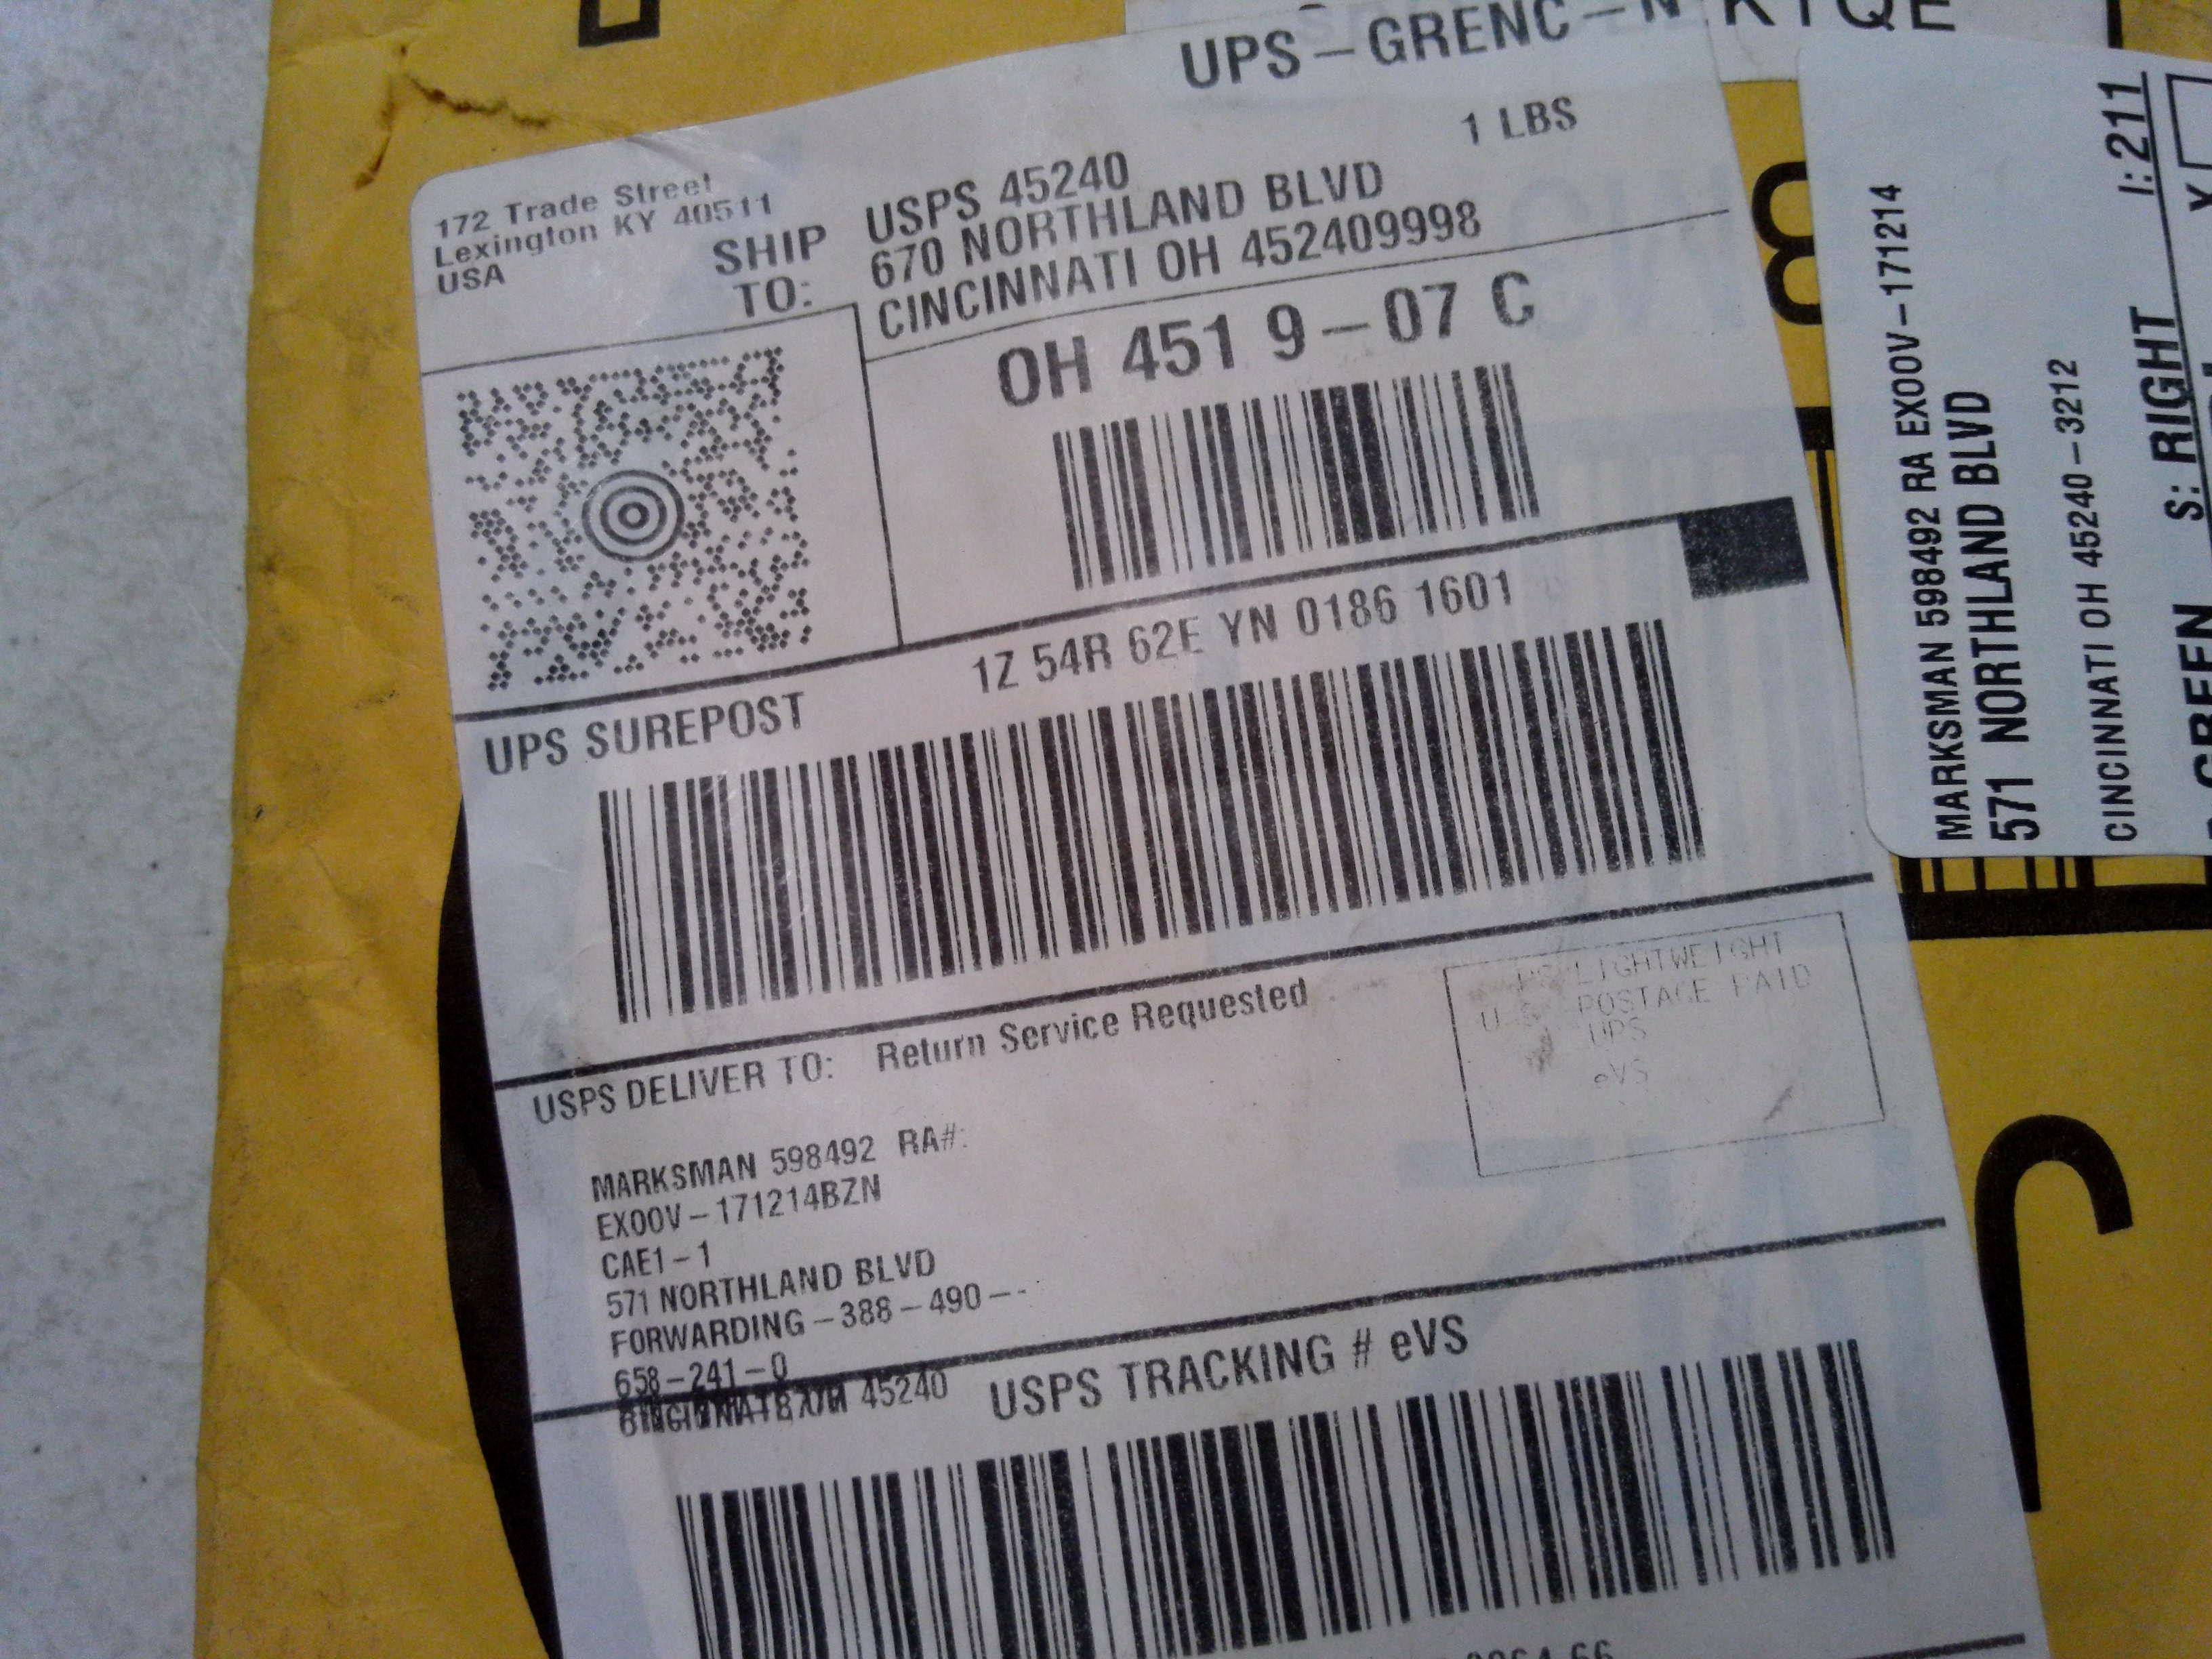 UPS-GRENC-N
1 LBS
172 Trade Street
Lexington KY 40511
USA
SHIP
TO:
USPS 45240
670 NORTHLAND BLVD
CINCINNATI OH 452409998
OH 451 9-07 C
UPS SUREPOST
1Z 54R 62E YN 0186 1601
USPS DELIVER TO:
Return Service Requested
LIGHTWEIGHT
POSTAGE PAID
UPS
eVS
MARKSMAN 598492 RA#:
EX00V-171214BZN
CAE1-1
571 NORTHLAND BLVD
FORWARDING-388-490--
658-241-0
45240
USPS TRACKING # eVS
MARKSMAN 598492 RA EX00V-171214
571 NORTHLAND BLVD
CINCINNATI OH 45240-3212
S: RIGHT I: 211
GREEN